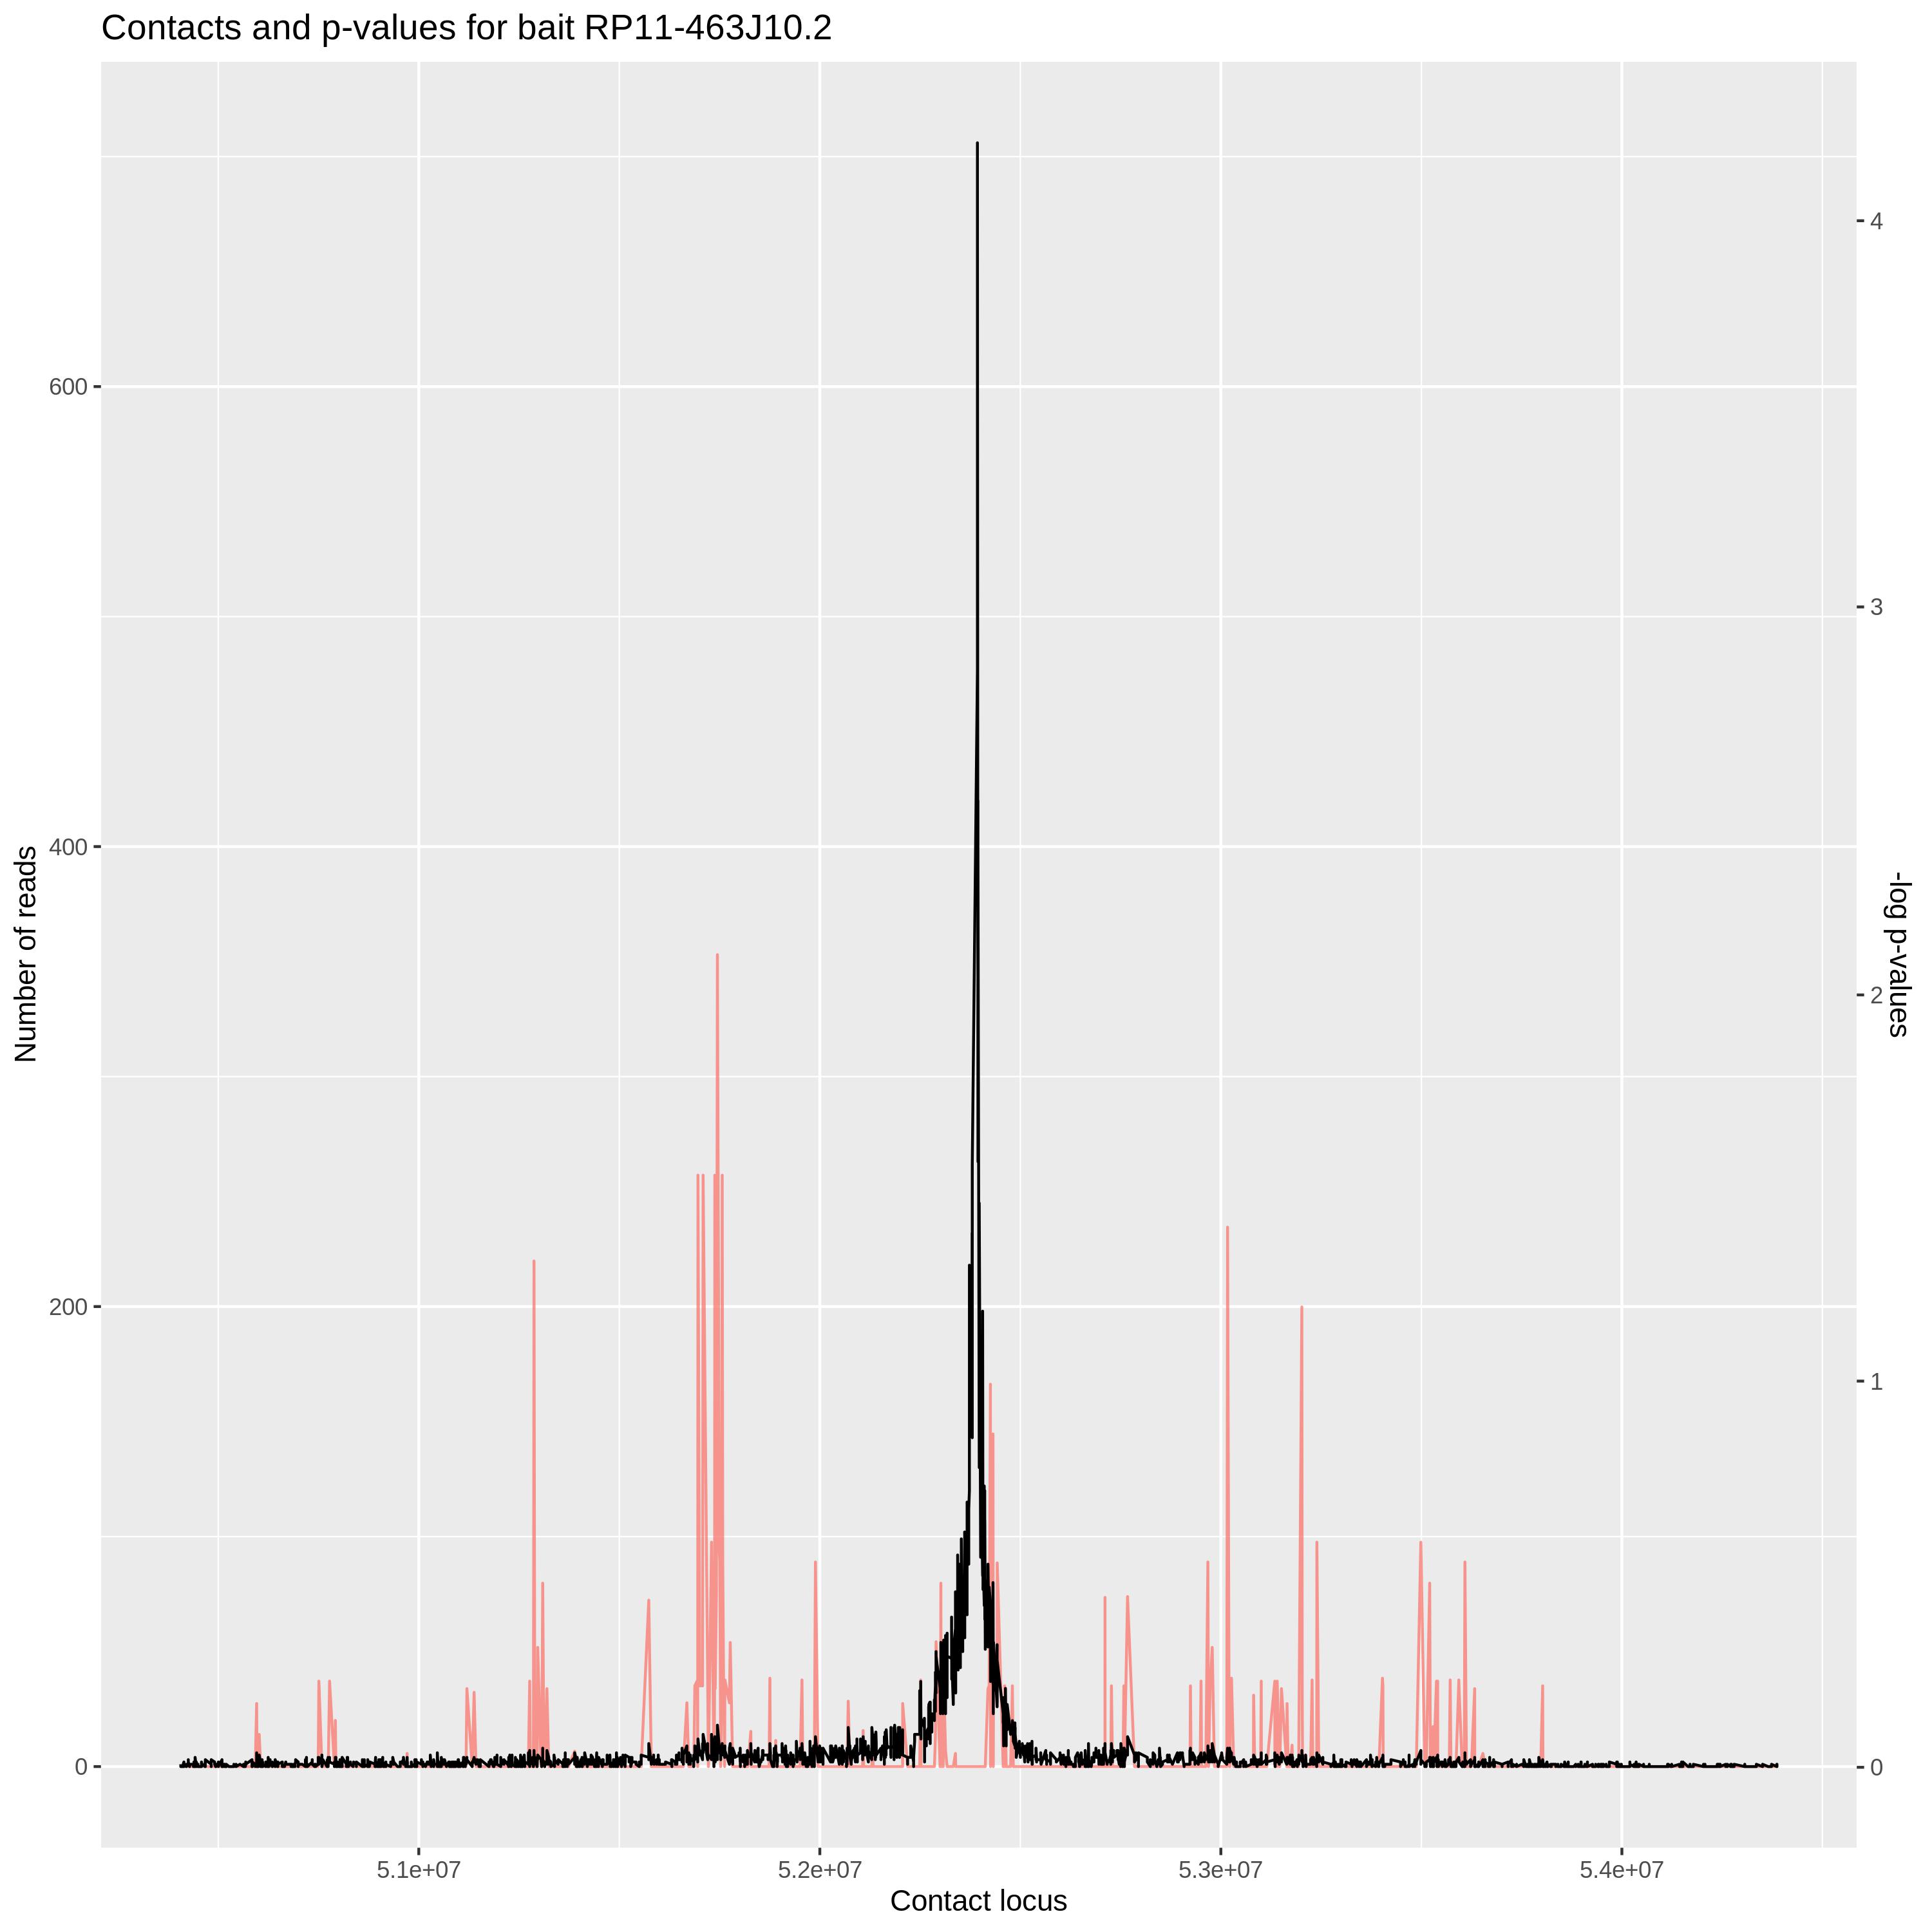 Contacts and p-values for bait RP11-463J10.2
600
400
200
0
Number of reads
4
3
2
1
0
-log p-values
5.1e+07
5.2e+07
5.3e+07
5.4e+07
Contact locus